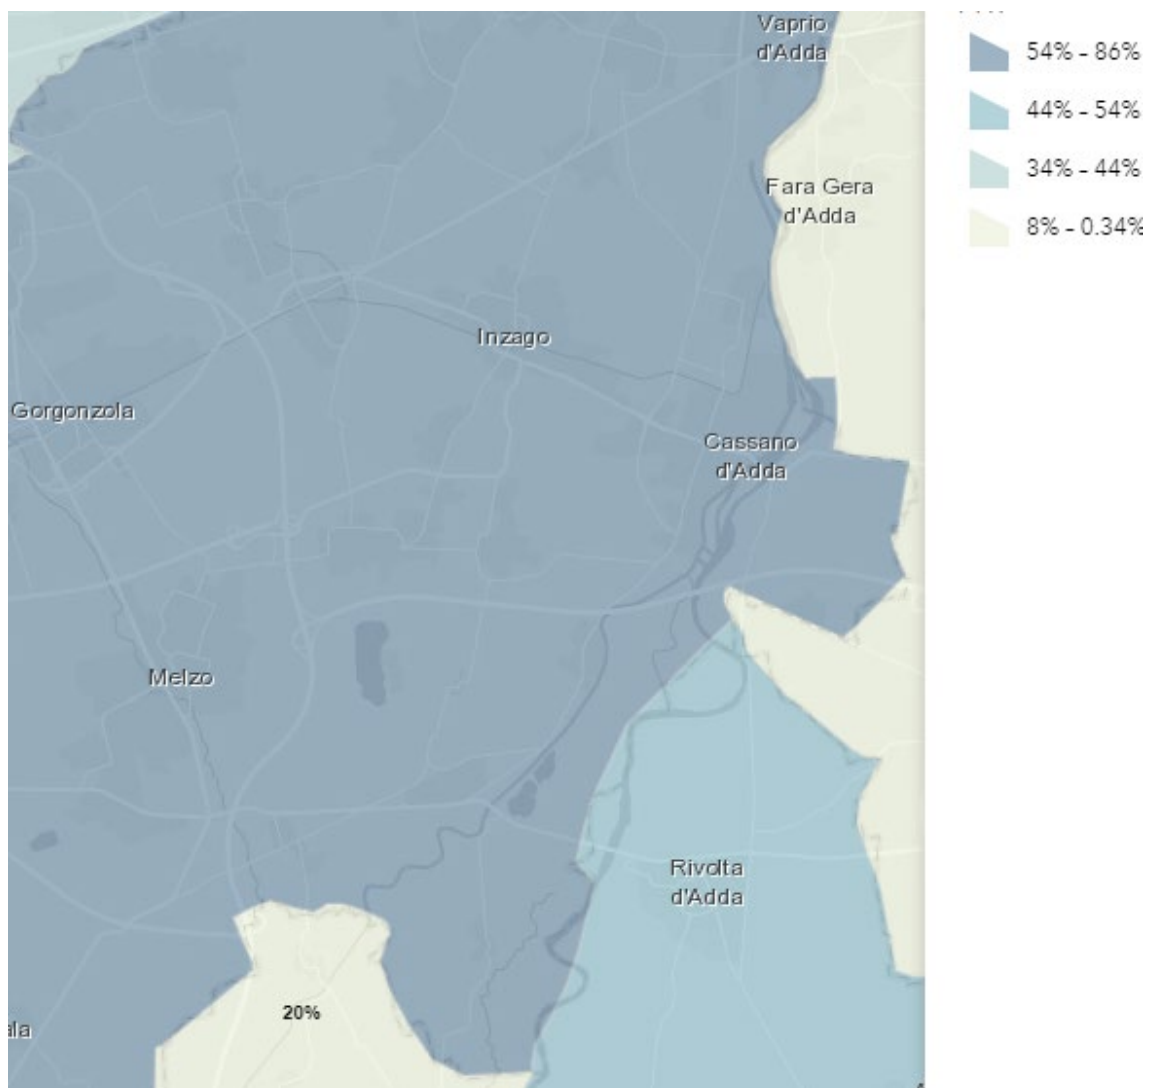 Vaprio
d'Adda
54% - 86%
44% - 54%
34% - 44%
8% - 0.34%
Fara Gera
d'Adda
Inzago
Gorgonzola
Cassano
d'Adda
Melzo
Rivolta
d'Adda
20%
ala